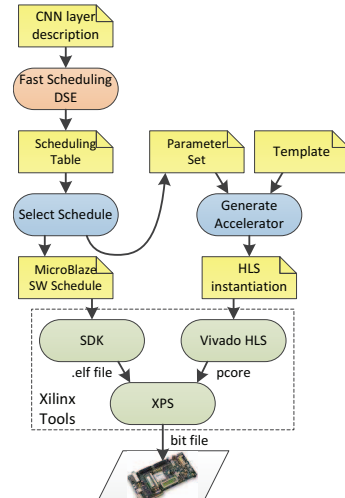 CNN layer
description
Fast Scheduling
DSE
Scheduling
Table
Parameter
Set
Template
Select Schedule
Generate
Accelerator
MicroBlaze
SW Schedule
HLS
instantiation
SDK
Vivado HLS
.elf file
pcore
Xilinx
Tools
XPS
bit file